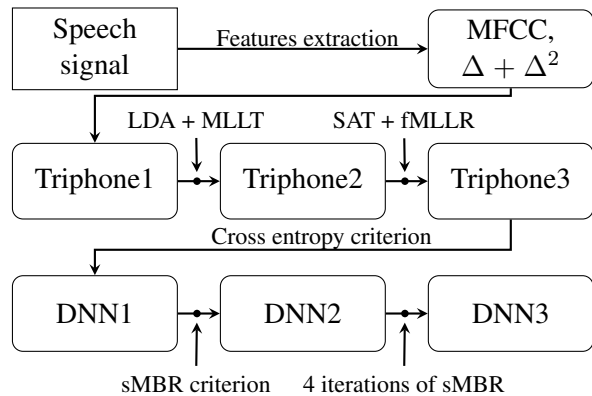 Speech
signal
Features extraction
MFCC,
Δ + Δ²
LDA + MLLT
SAT + fMLLR
Triphone1
Triphone2
Triphone3
Cross entropy criterion
DNN1
DNN2
DNN3
sMBR criterion
4 iterations of sMBR